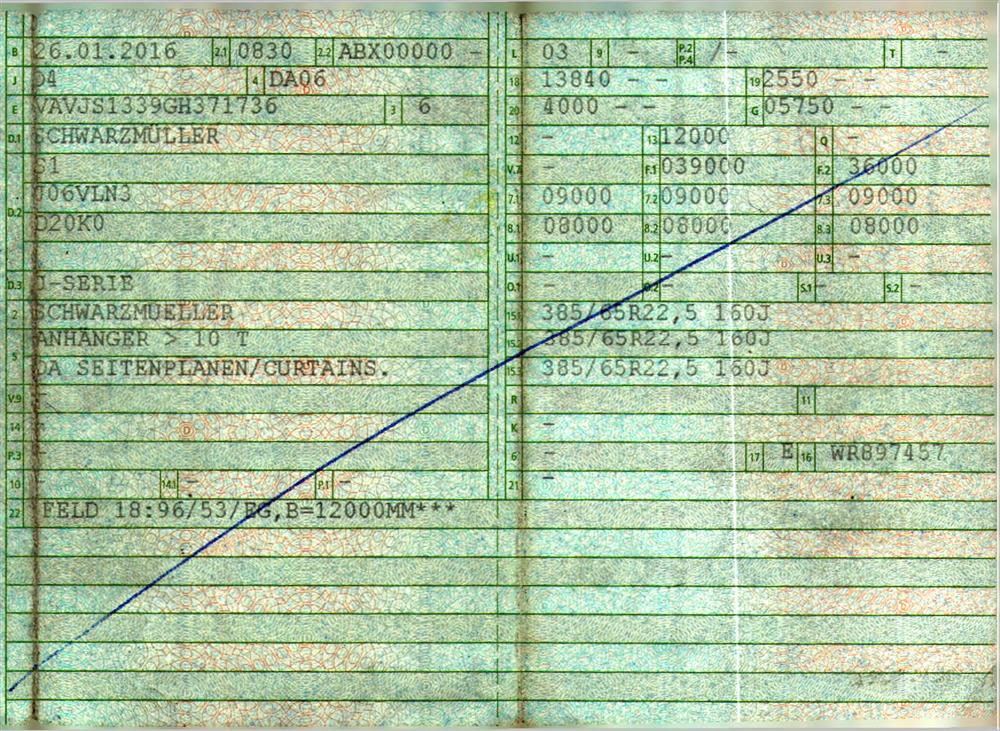 B 26.01.2016 2.1 0830 2.2 ABX00000 -
J 04 4 DA06
E VAVJS1339GH371736 3 6
D.1 SCHWARZMÜLLER
S1
D.2 J06VLN3
D20K0
D.3 J-SERIE
2 SCHWARZMUELLER
ANHÄNGER > 10 T
5 DA SEITENPLANEN/CURTAINS.
V.9 -
14 -
P.3 -
10 14.1 - P.1 -
22 FELD 18:96/53/EG,B=12000MM***
L 03 9 - P.2 P.4 /- T -
18 13840 - - 19 2550 - -
20 4000 - - G 05750 - -
12 - 13 12000 Q -
V.7 - F.1 039000 F.2 36000
7.1 09000 7.2 09000 7.3 09000
8.1 08000 8.2 08000 8.3 08000
U.1 - U.2 - U.3 -
O.1 - O.2 - S.1 - S.2 -
15.1 385/65R22,5 160J
15.2 385/65R22,5 160J
15.3 385/65R22,5 160J
R 11
K -
6 - 17 E 16 WR897457
21 -